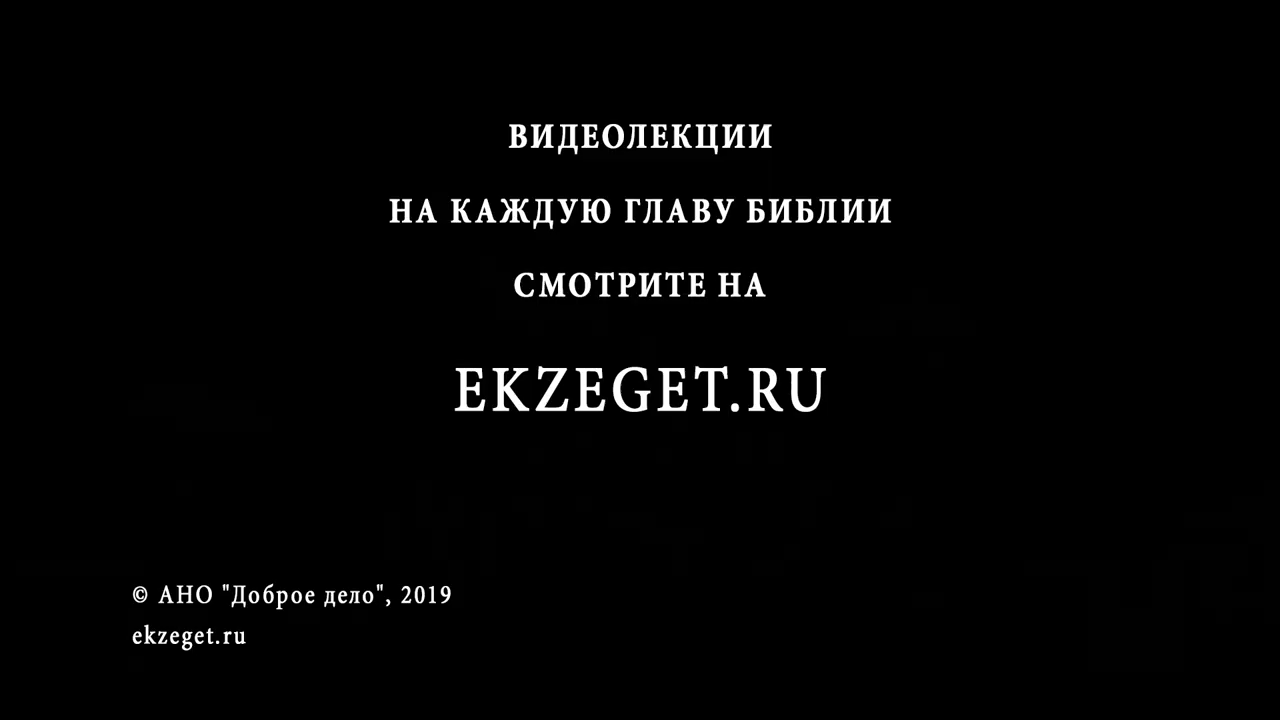 ВИДЕОЛЕКЦИИ
НА КАЖДУЮ ГЛАВУ БИБЛИИ
СМОТРИТЕ НА
EKZEGET.RU
© АНО "Доброе дело", 2019
ekzeget.ru